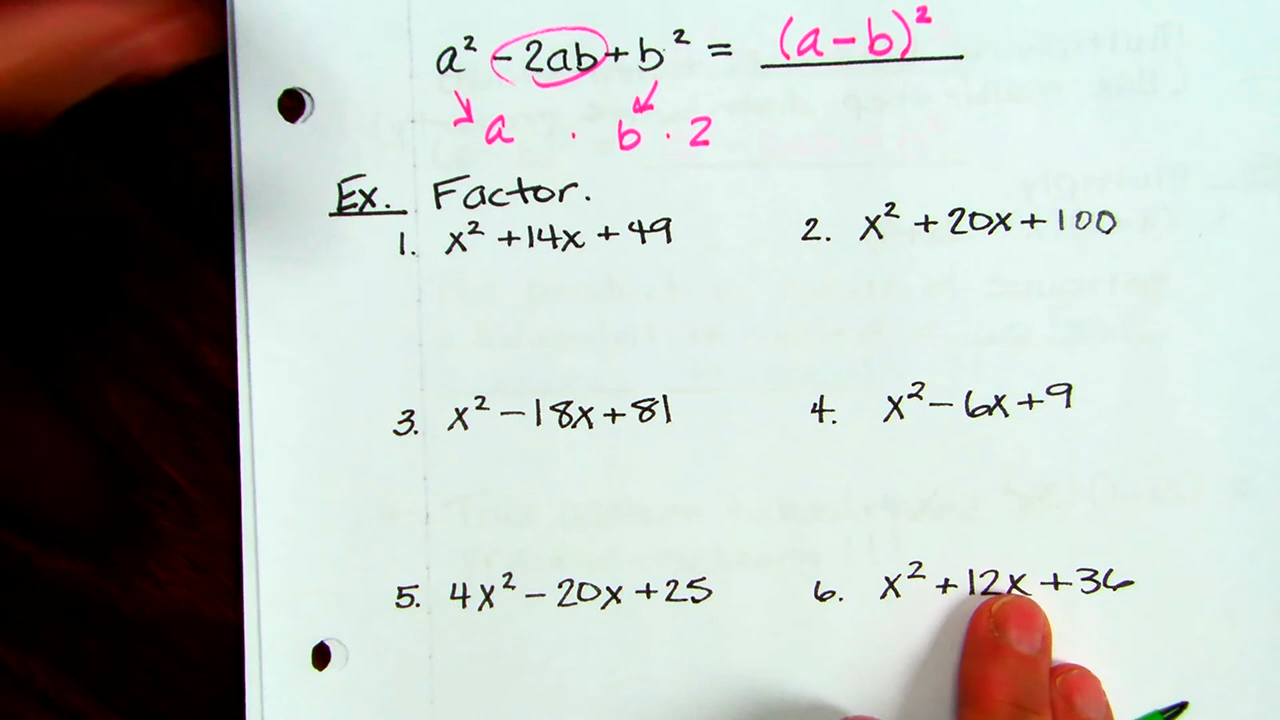 a² - 2ab + b² = (a - b)²
a · b · 2
Ex. Factor.
1. x² + 14x + 49
2. x² + 20x + 100
3. x² - 18x + 81
4. x² - 6x + 9
5. 4x² - 20x + 25
6. x² + 12x + 36